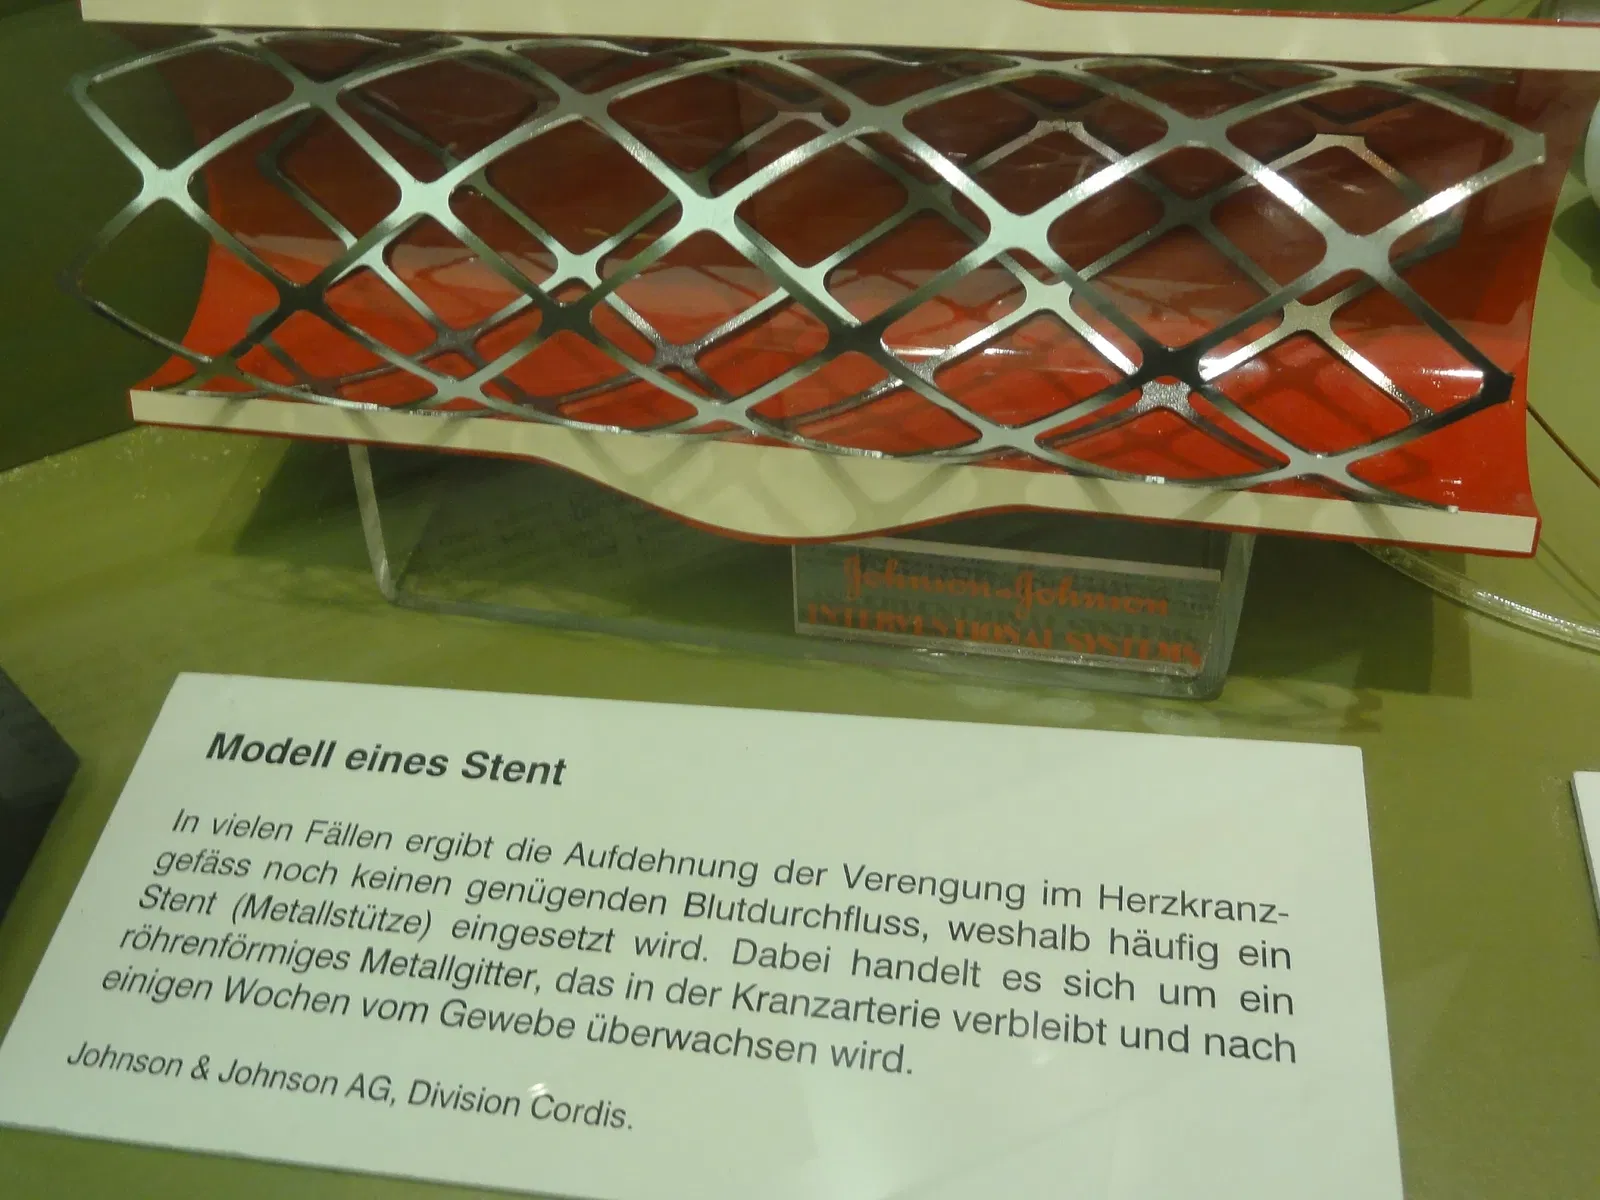 Johnson & Johnson
INTERVENTIONAL SYSTEMS
Modell eines Stent
In vielen Fällen ergibt die Aufdehnung der Verengung im Herzkranz-
gefäss noch keinen genügenden Blutdurchfluss, weshalb häufig ein
Stent (Metallstütze) eingesetzt wird. Dabei handelt es sich um ein
röhrenförmiges Metallgitter, das in der Kranzarterie verbleibt und nach
einigen Wochen vom Gewebe überwachsen wird.
Johnson & Johnson AG, Division Cordis.